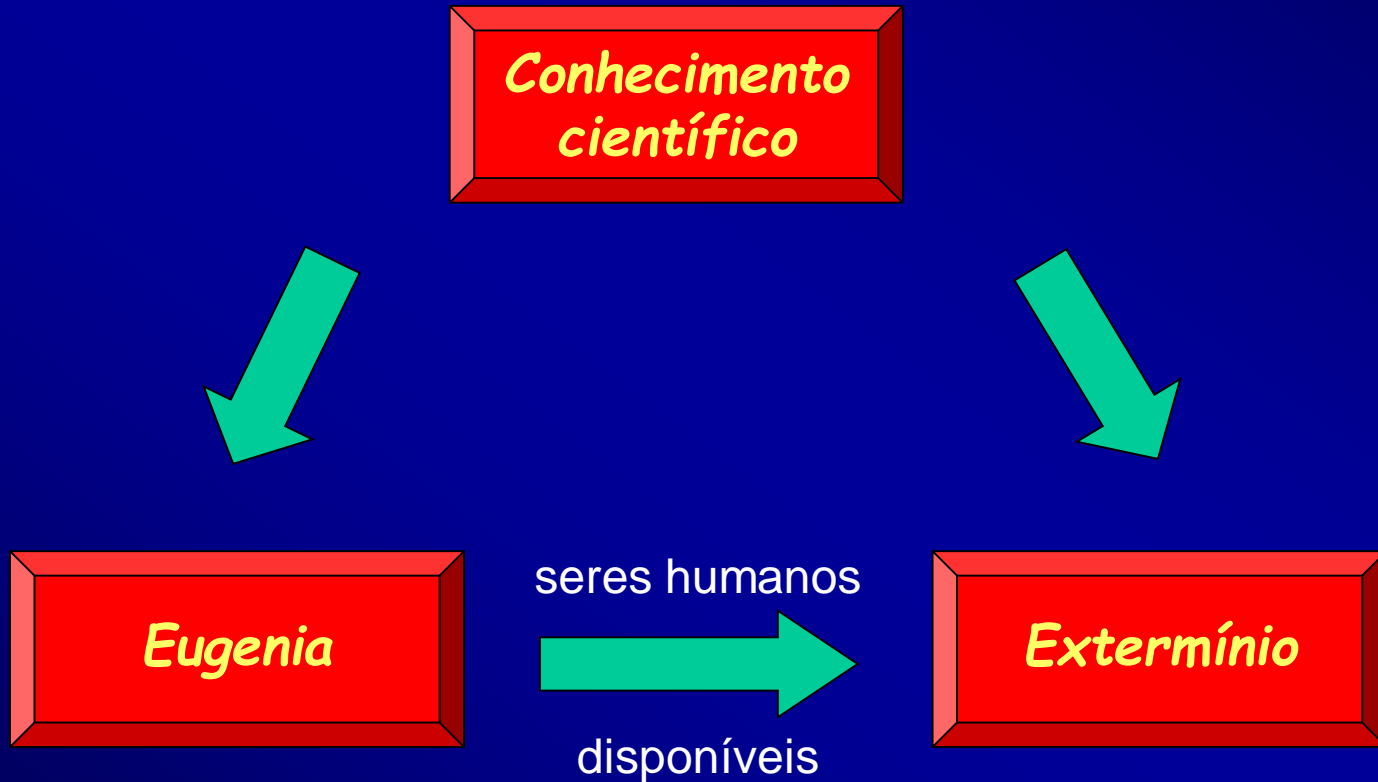 Conhecimento
científico
seres humanos
Eugenia
Extermínio
disponíveis